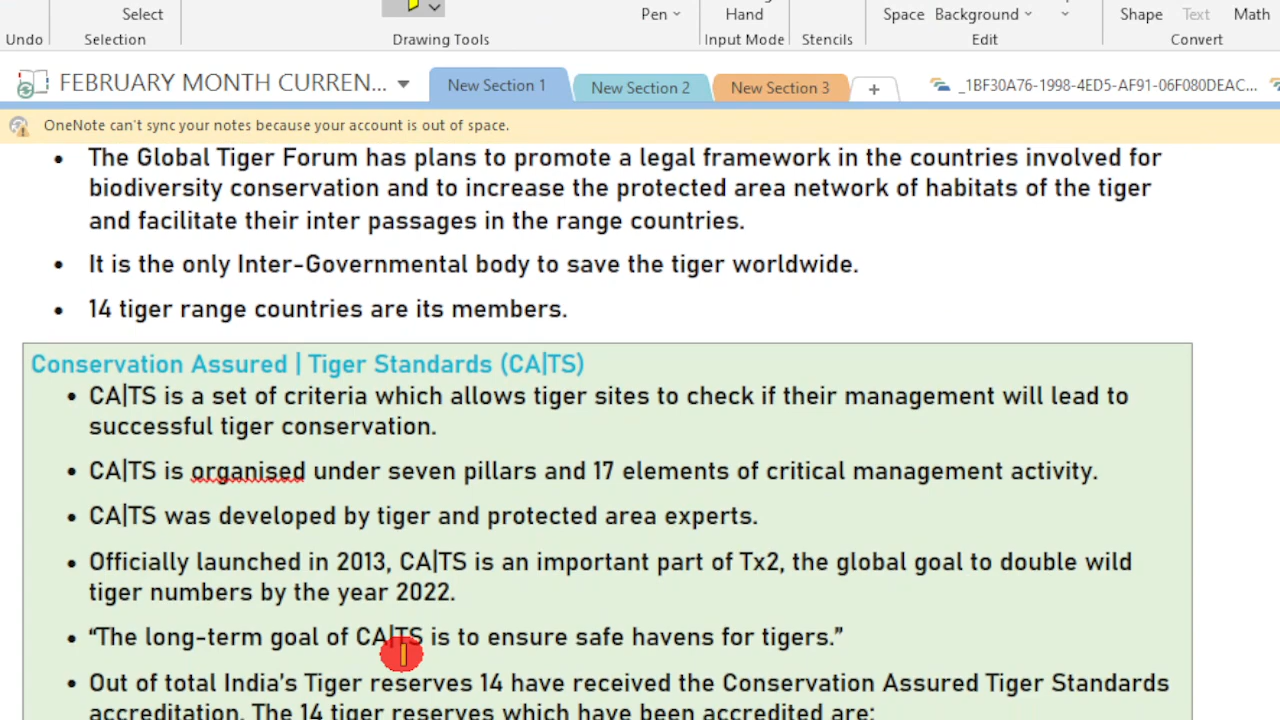 Select
Pen
Hand
Space Background
Shape Text Math
Undo
Selection
Drawing Tools
Input Mode
Stencils
Edit
Convert
FEBRUARY MONTH CURREN...
New Section 1
New Section 2
New Section 3
+
_1BF30A76-1998-4ED5-AF91-06F080DEAC...
OneNote can't sync your notes because your account is out of space.
• The Global Tiger Forum has plans to promote a legal framework in the countries involved for
biodiversity conservation and to increase the protected area network of habitats of the tiger
and facilitate their inter passages in the range countries.
• It is the only Inter-Governmental body to save the tiger worldwide.
• 14 tiger range countries are its members.
Conservation Assured | Tiger Standards (CA|TS)
• CA|TS is a set of criteria which allows tiger sites to check if their management will lead to
successful tiger conservation.
• CA|TS is organised under seven pillars and 17 elements of critical management activity.
• CA|TS was developed by tiger and protected area experts.
• Officially launched in 2013, CA|TS is an important part of Tx2, the global goal to double wild
tiger numbers by the year 2022.
• “The long-term goal of CA|TS is to ensure safe havens for tigers.”
• Out of total India's Tiger reserves 14 have received the Conservation Assured Tiger Standards
accreditation. The 14 tiger reserves which have been accredited are: